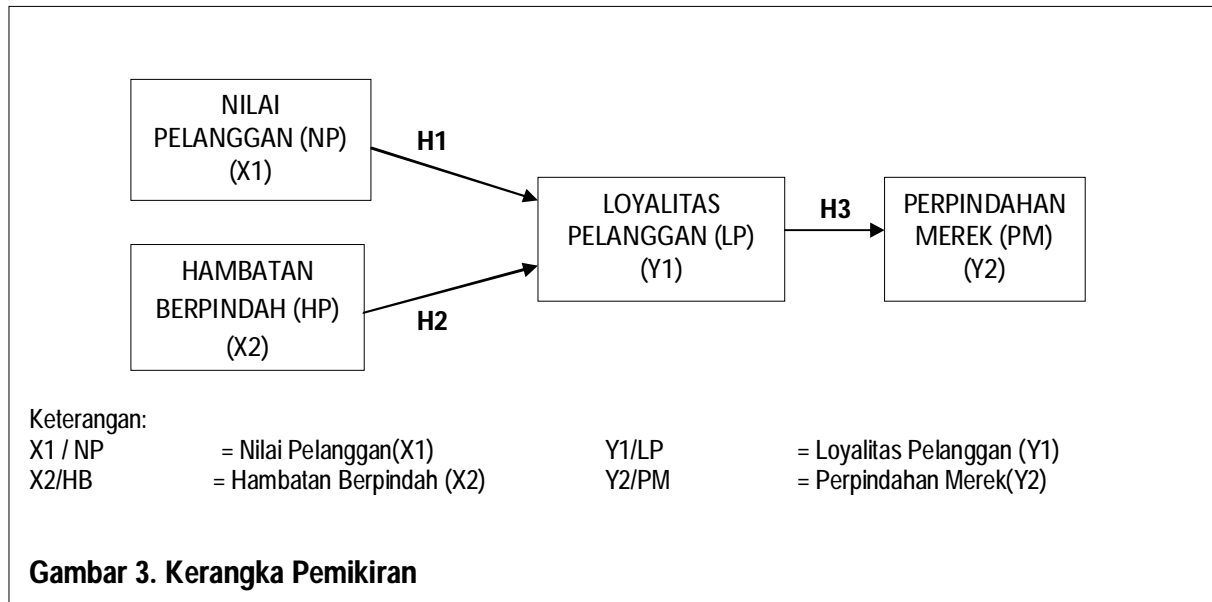 NILAI
PELANGGAN (NP)
(X1)
H1
HAMBATAN
BERPINDAH (HP)
(X2)
H2
LOYALITAS
PELANGGAN (LP)
(Y1)
H3
PERPINDAHAN
MEREK (PM)
(Y2)
Keterangan:
X1 / NP = Nilai Pelanggan(X1) Y1/LP = Loyalitas Pelanggan (Y1)
X2/HB = Hambatan Berpindah (X2) Y2/PM = Perpindahan Merek(Y2)
Gambar 3. Kerangka Pemikiran